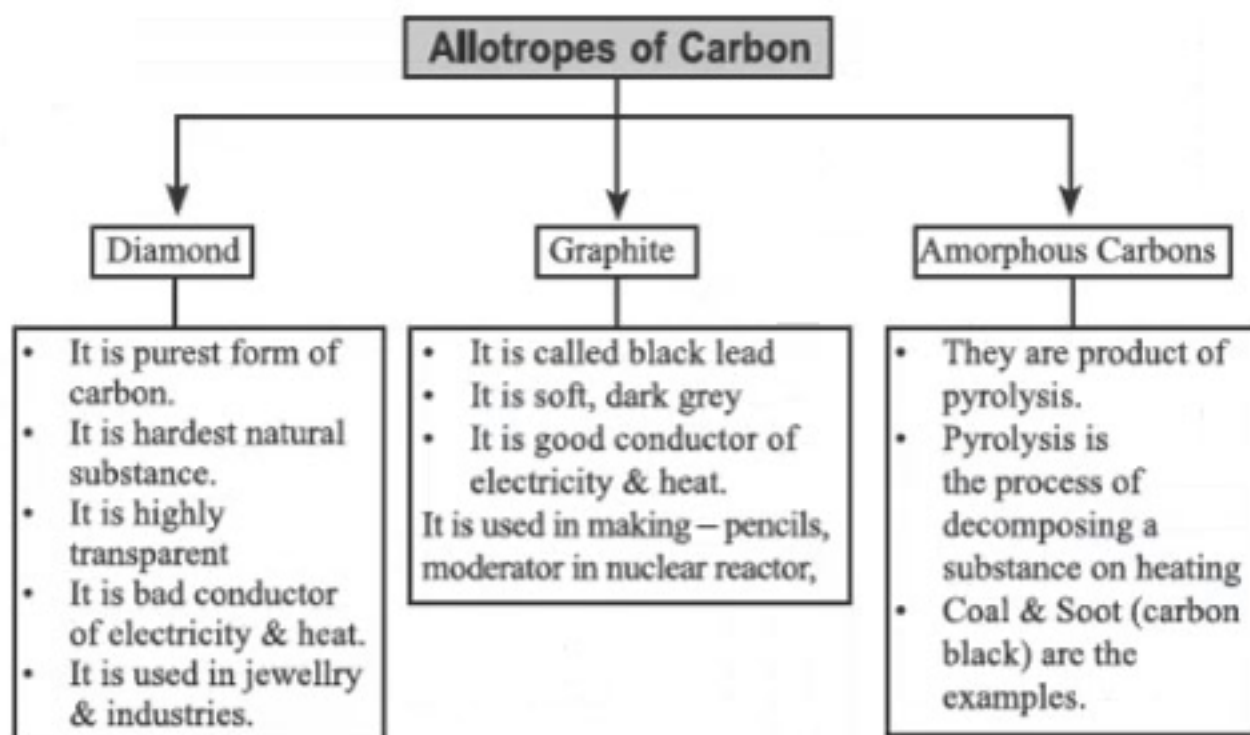 Allotropes of Carbon
Diamond
• It is purest form of
carbon.
• It is hardest natural
substance.
• It is highly
transparent
• It is bad conductor
of electricity & heat.
• It is used in jewellry
& industries.
Graphite
• It is called black lead
• It is soft, dark grey
• It is good conductor of
electricity & heat.
It is used in making – pencils,
moderator in nuclear reactor,
Amorphous Carbons
• They are product of
pyrolysis.
• Pyrolysis is
the process of
decomposing a
substance on heating
• Coal & Soot (carbon
black) are the
examples.